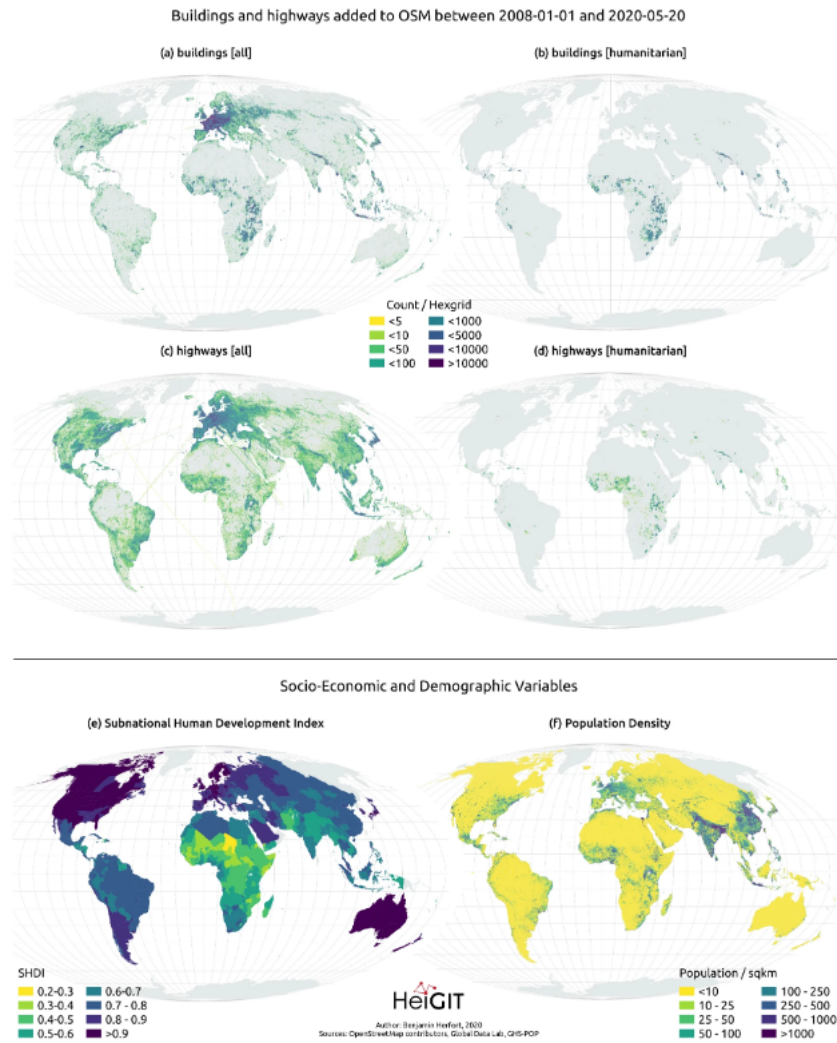 Buildings and highways added to OSM between 2008-01-01 and 2020-05-20
(a) buildings [all]
(b) buildings [humanitarian]
Count / Hexgrid
<5
<10
<50
<100
<1000
<5000
<10000
>10000
(c) highways [all]
(d) highways [humanitarian]
Socio-Economic and Demographic Variables
(e) Subnational Human Development Index
(f) Population Density
SHDI
0.2-0.3
0.3-0.4
0.4-0.5
0.5-0.6
0.6-0.7
0.7 - 0.8
0.8 - 0.9
>0.9
HeiGIT
Author: Benjamin Herfort, 2020
Sources: OpenStreetMap contributors, Global Data Lab, GHS-POP
Population / sqkm
<10
10 - 25
25 - 50
50 - 100
100 - 250
250 - 500
500 - 1000
>1000